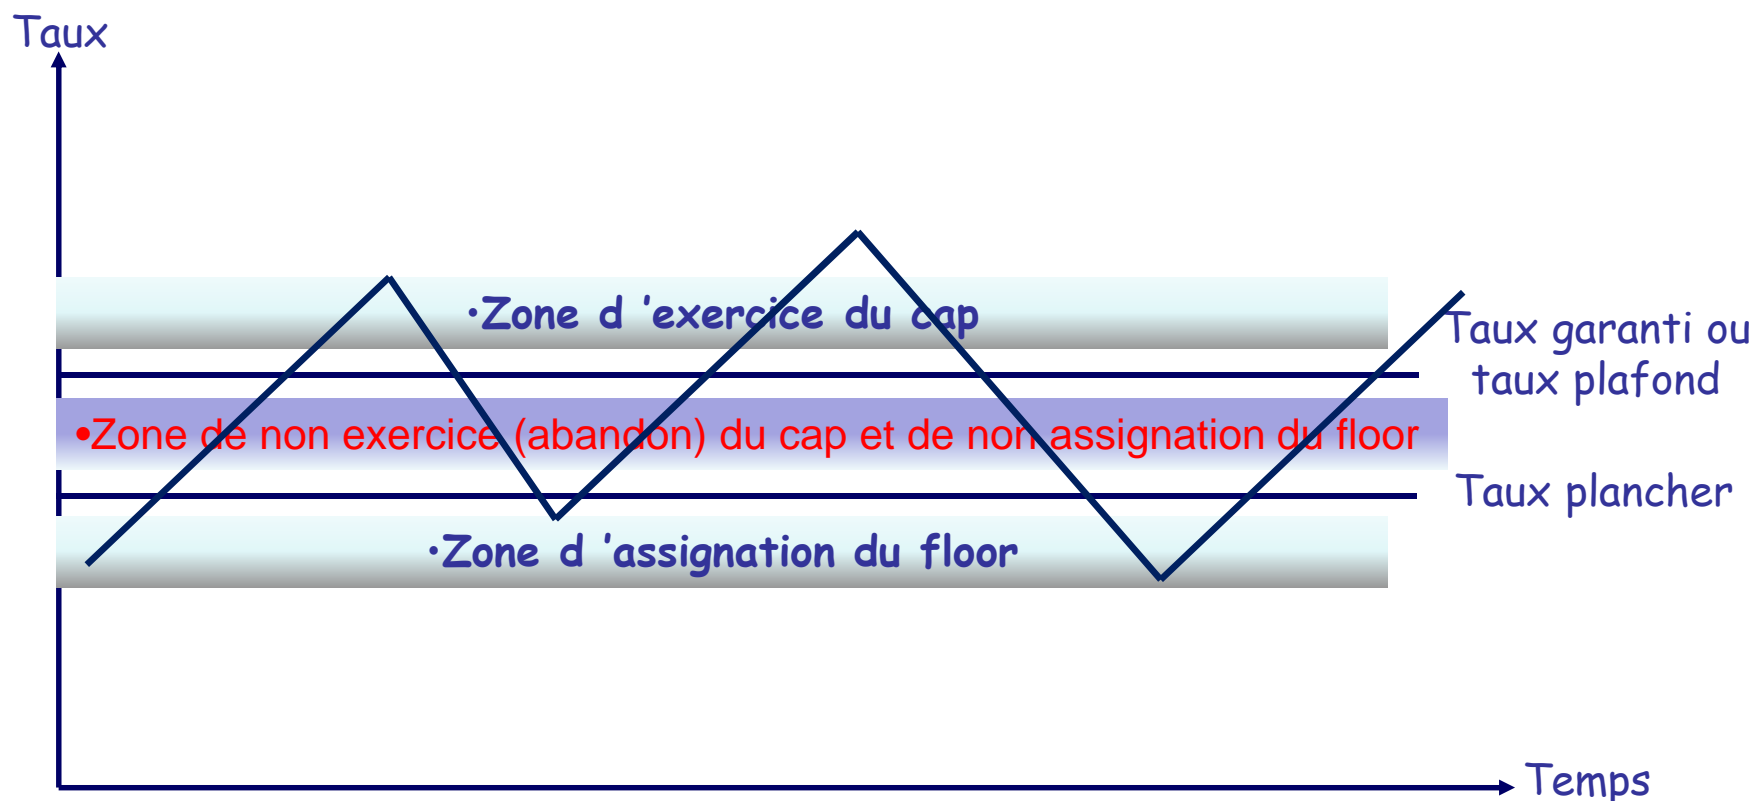 Taux
•Zone d ’exercice du cap
Taux garanti ou
taux plafond
•Zone de non exercice (abandon) du cap et de non assignation du floor
Taux plancher
•Zone d ’assignation du floor
Temps